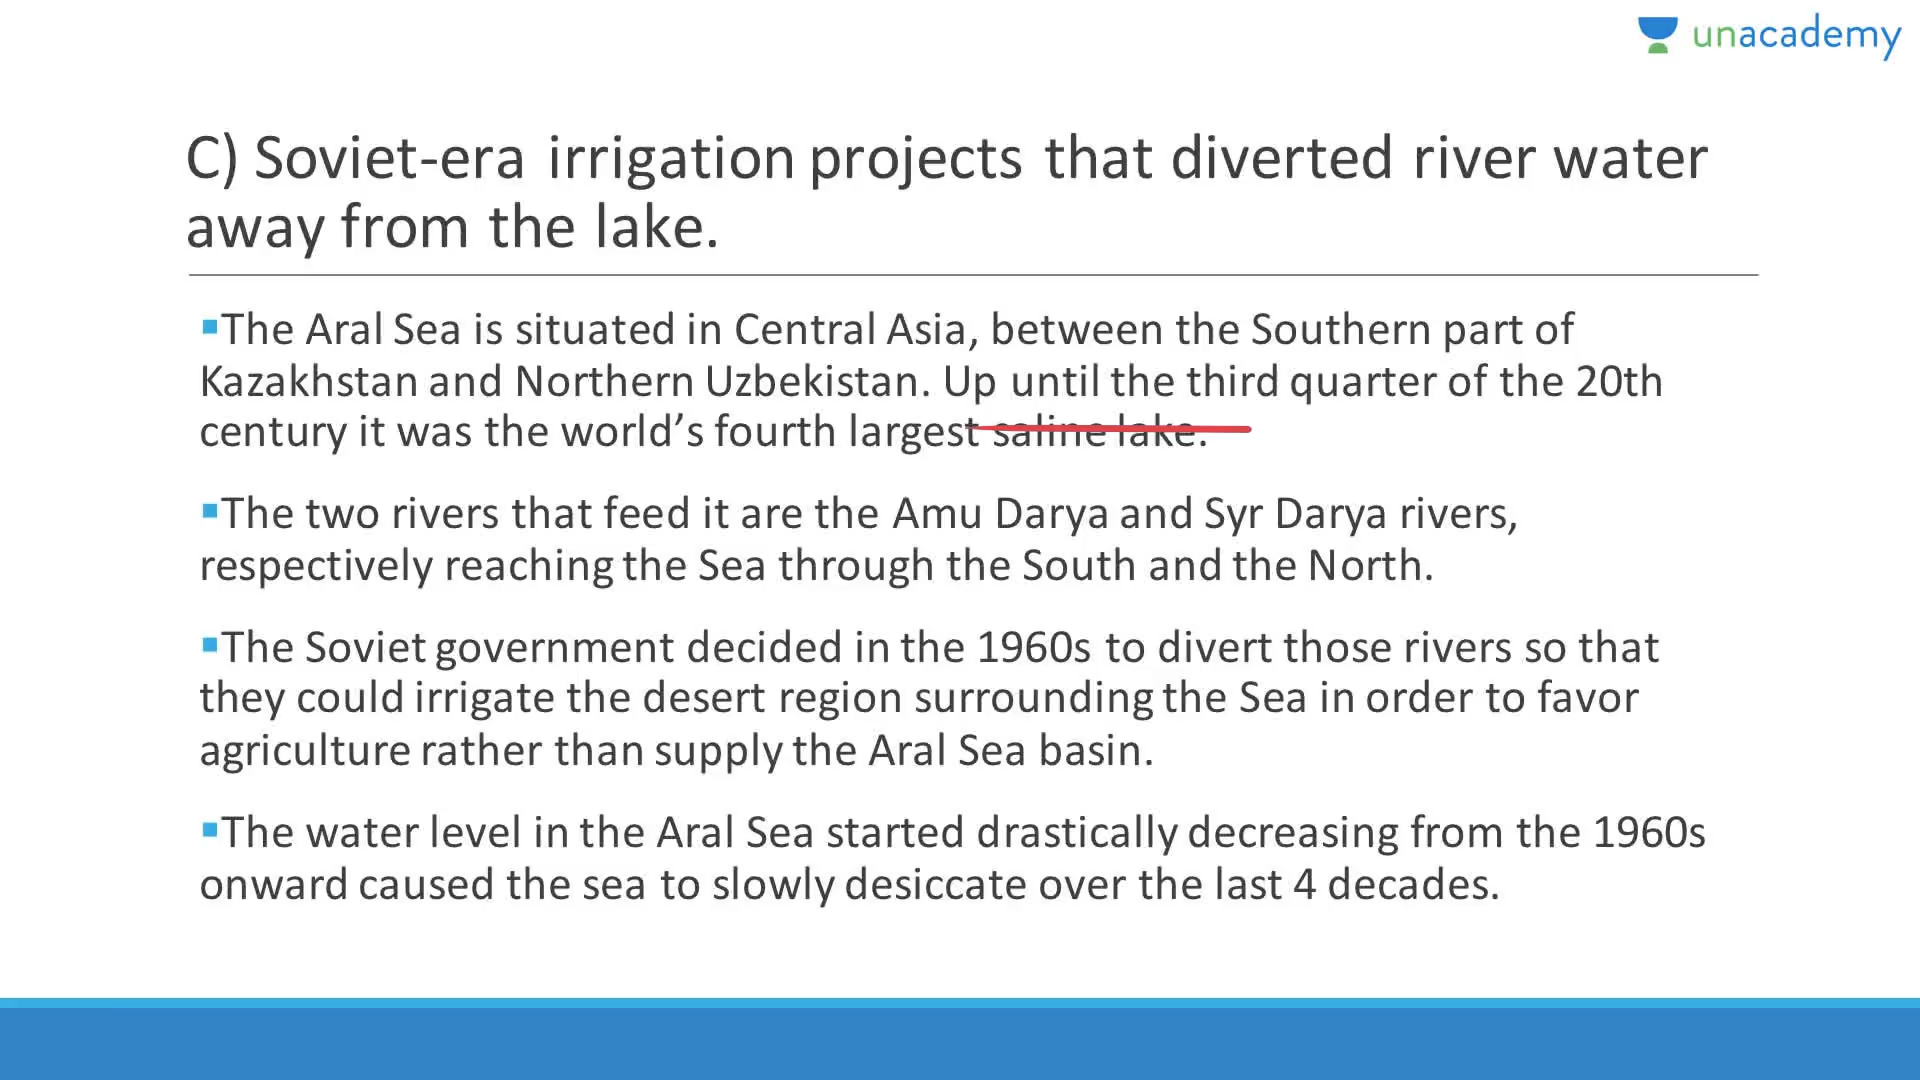 unacademy
C) Soviet-era irrigation projects that diverted river water
away from the lake.
▪The Aral Sea is situated in Central Asia, between the Southern part of
Kazakhstan and Northern Uzbekistan. Up until the third quarter of the 20th
century it was the world’s fourth largest saline lake.
▪The two rivers that feed it are the Amu Darya and Syr Darya rivers,
respectively reaching the Sea through the South and the North.
▪The Soviet government decided in the 1960s to divert those rivers so that
they could irrigate the desert region surrounding the Sea in order to favor
agriculture rather than supply the Aral Sea basin.
▪The water level in the Aral Sea started drastically decreasing from the 1960s
onward caused the sea to slowly desiccate over the last 4 decades.